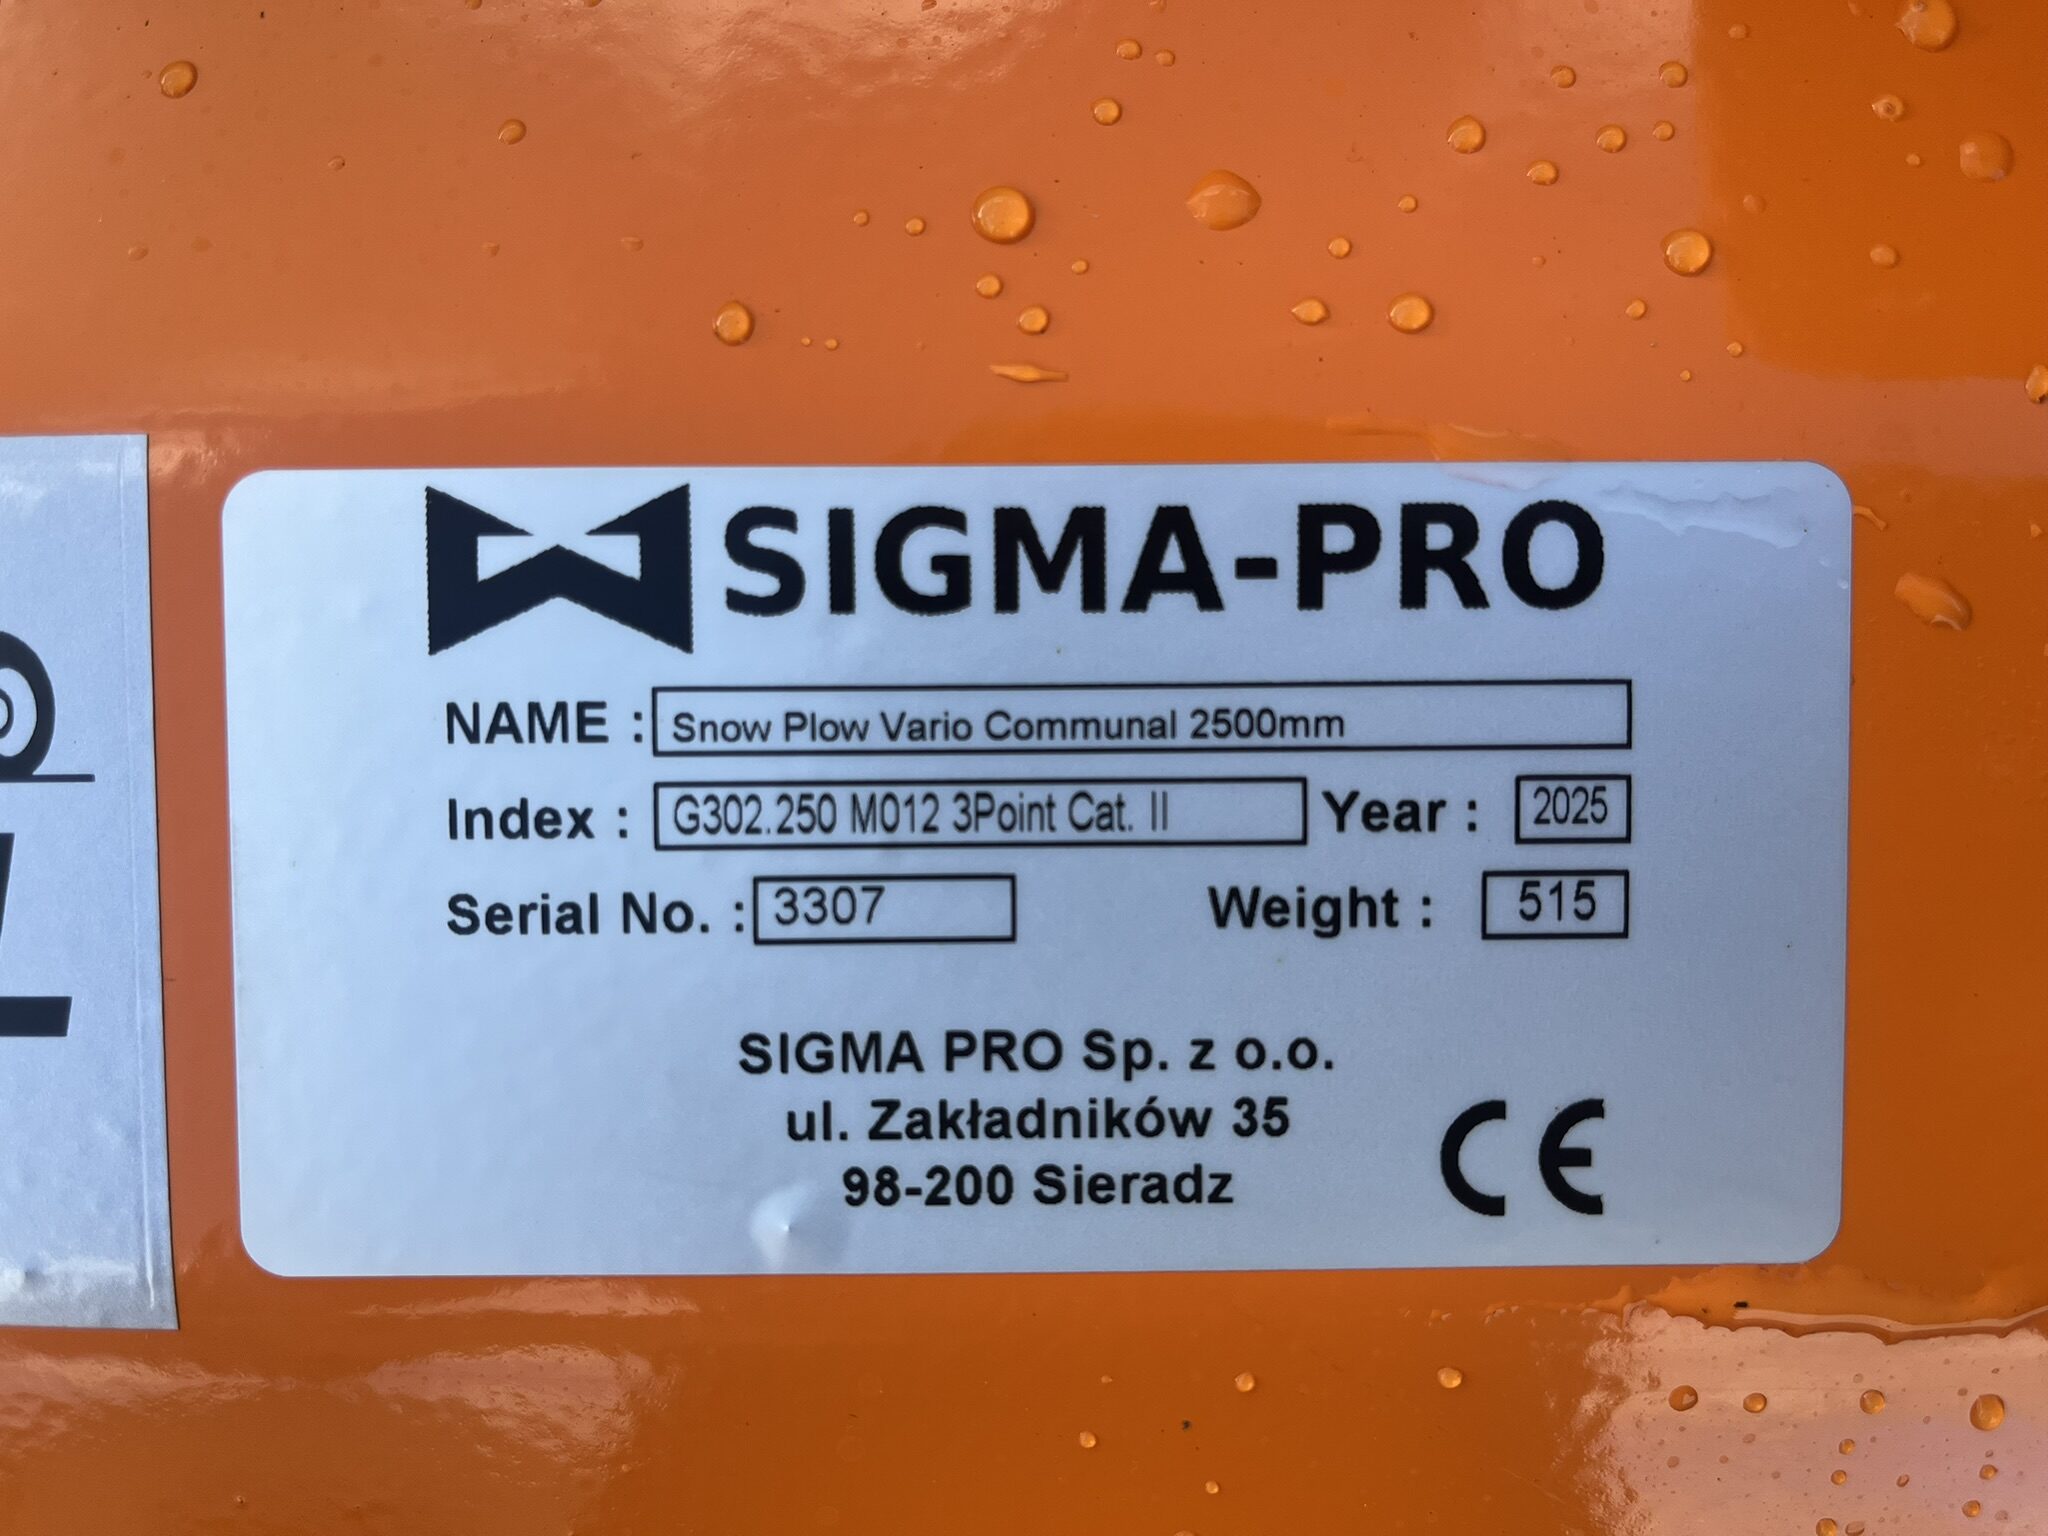 SIGMA-PRO
NAME : Snow Plow Vario Communal 2500mm
Index : G302.250 M012 3Point Cat. II Year : 2025
Serial No. : 3307 Weight : 515
SIGMA PRO Sp. z o.o.
ul. Zakładników 35
98-200 Sieradz
CE